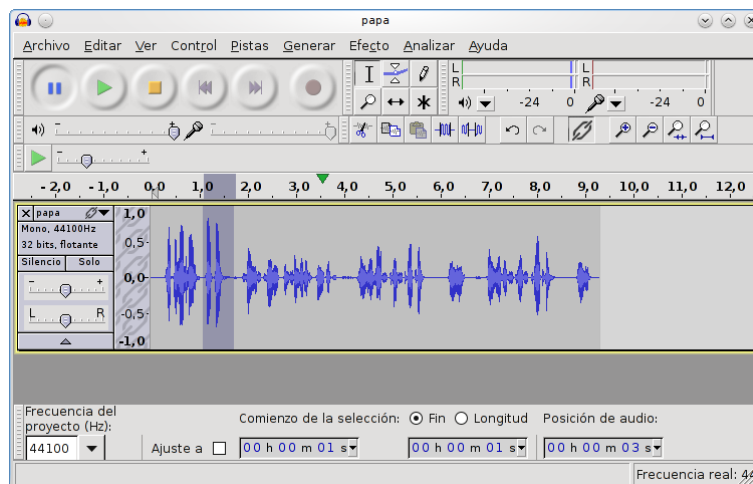 papa
Archivo Editar Ver Control Pistas Generar Efecto Analizar Ayuda
L
R
-24 0
L
R
-24 0
- +
- +
- +
- 2,0 - 1,0 0,0 1,0 2,0 3,0 4,0 5,0 6,0 7,0 8,0 9,0 10,0 11,0 12,0
papa
Mono, 44100Hz
32 bits, flotante
Silencio Solo
- +
L R
1,0
0,5-
0,0-
-0,5-
-1,0
Frecuencia del
proyecto (Hz):
44100
Ajuste a
Comienzo de la selección: Fin Longitud Posición de audio:
00 h 00 m 01 s 00 h 00 m 01 s 00 h 00 m 03 s
Frecuencia real: 44